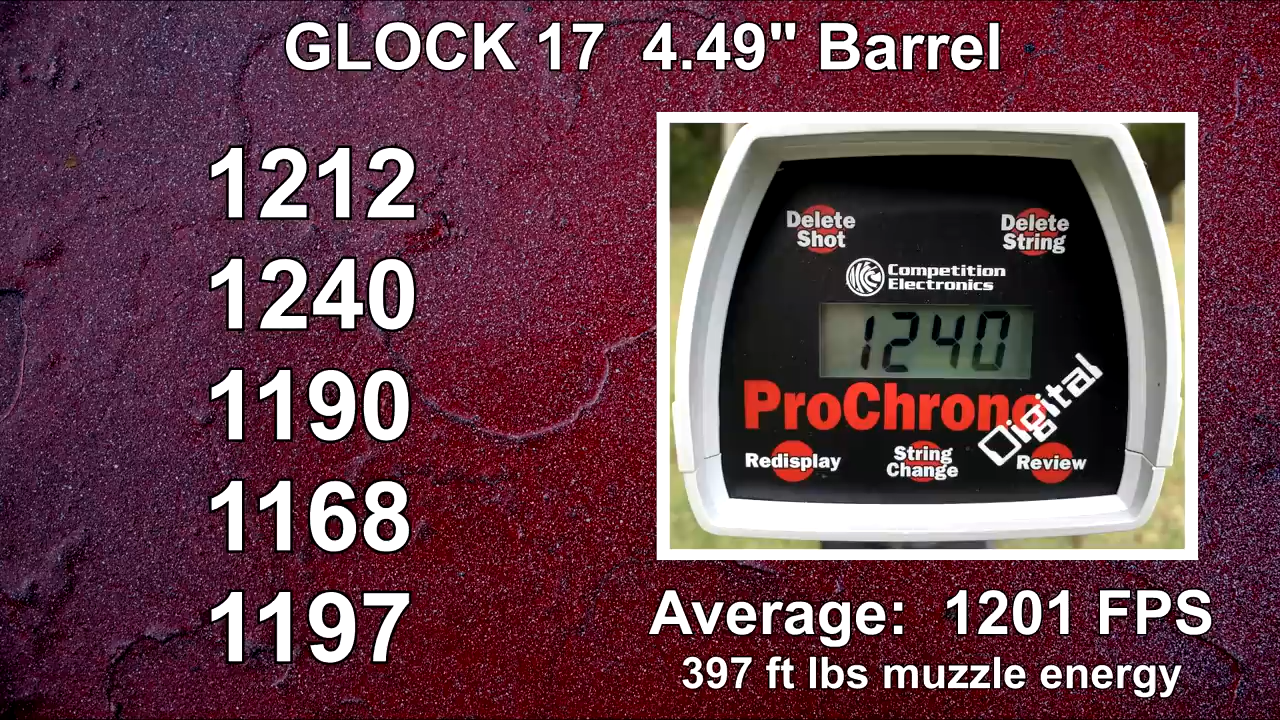 GLOCK 17 4.49" Barrel
1212
1240
1190
1168
1197
Delete Shot
Delete String
Competition Electronics
1240
ProChrono
Digital
Redisplay
String Change
Review
Average: 1201 FPS
397 ft lbs muzzle energy